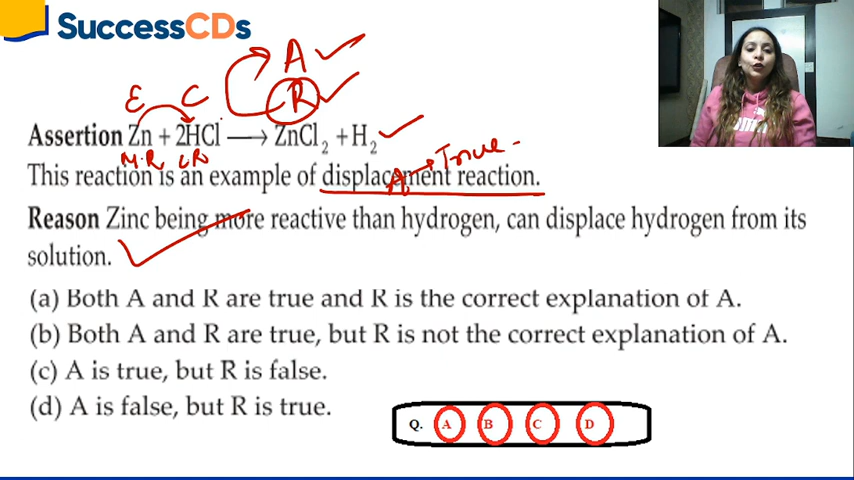 SuccessCDs
A
R
E C
Assertion Zn + 2HCl ⟶ ZnCl₂ + H₂
M.R LR
A → True
This reaction is an example of displacement reaction.
Reason Zinc being more reactive than hydrogen, can displace hydrogen from its
solution.
(a) Both A and R are true and R is the correct explanation of A.
(b) Both A and R are true, but R is not the correct explanation of A.
(c) A is true, but R is false.
(d) A is false, but R is true.
Q. A B C D